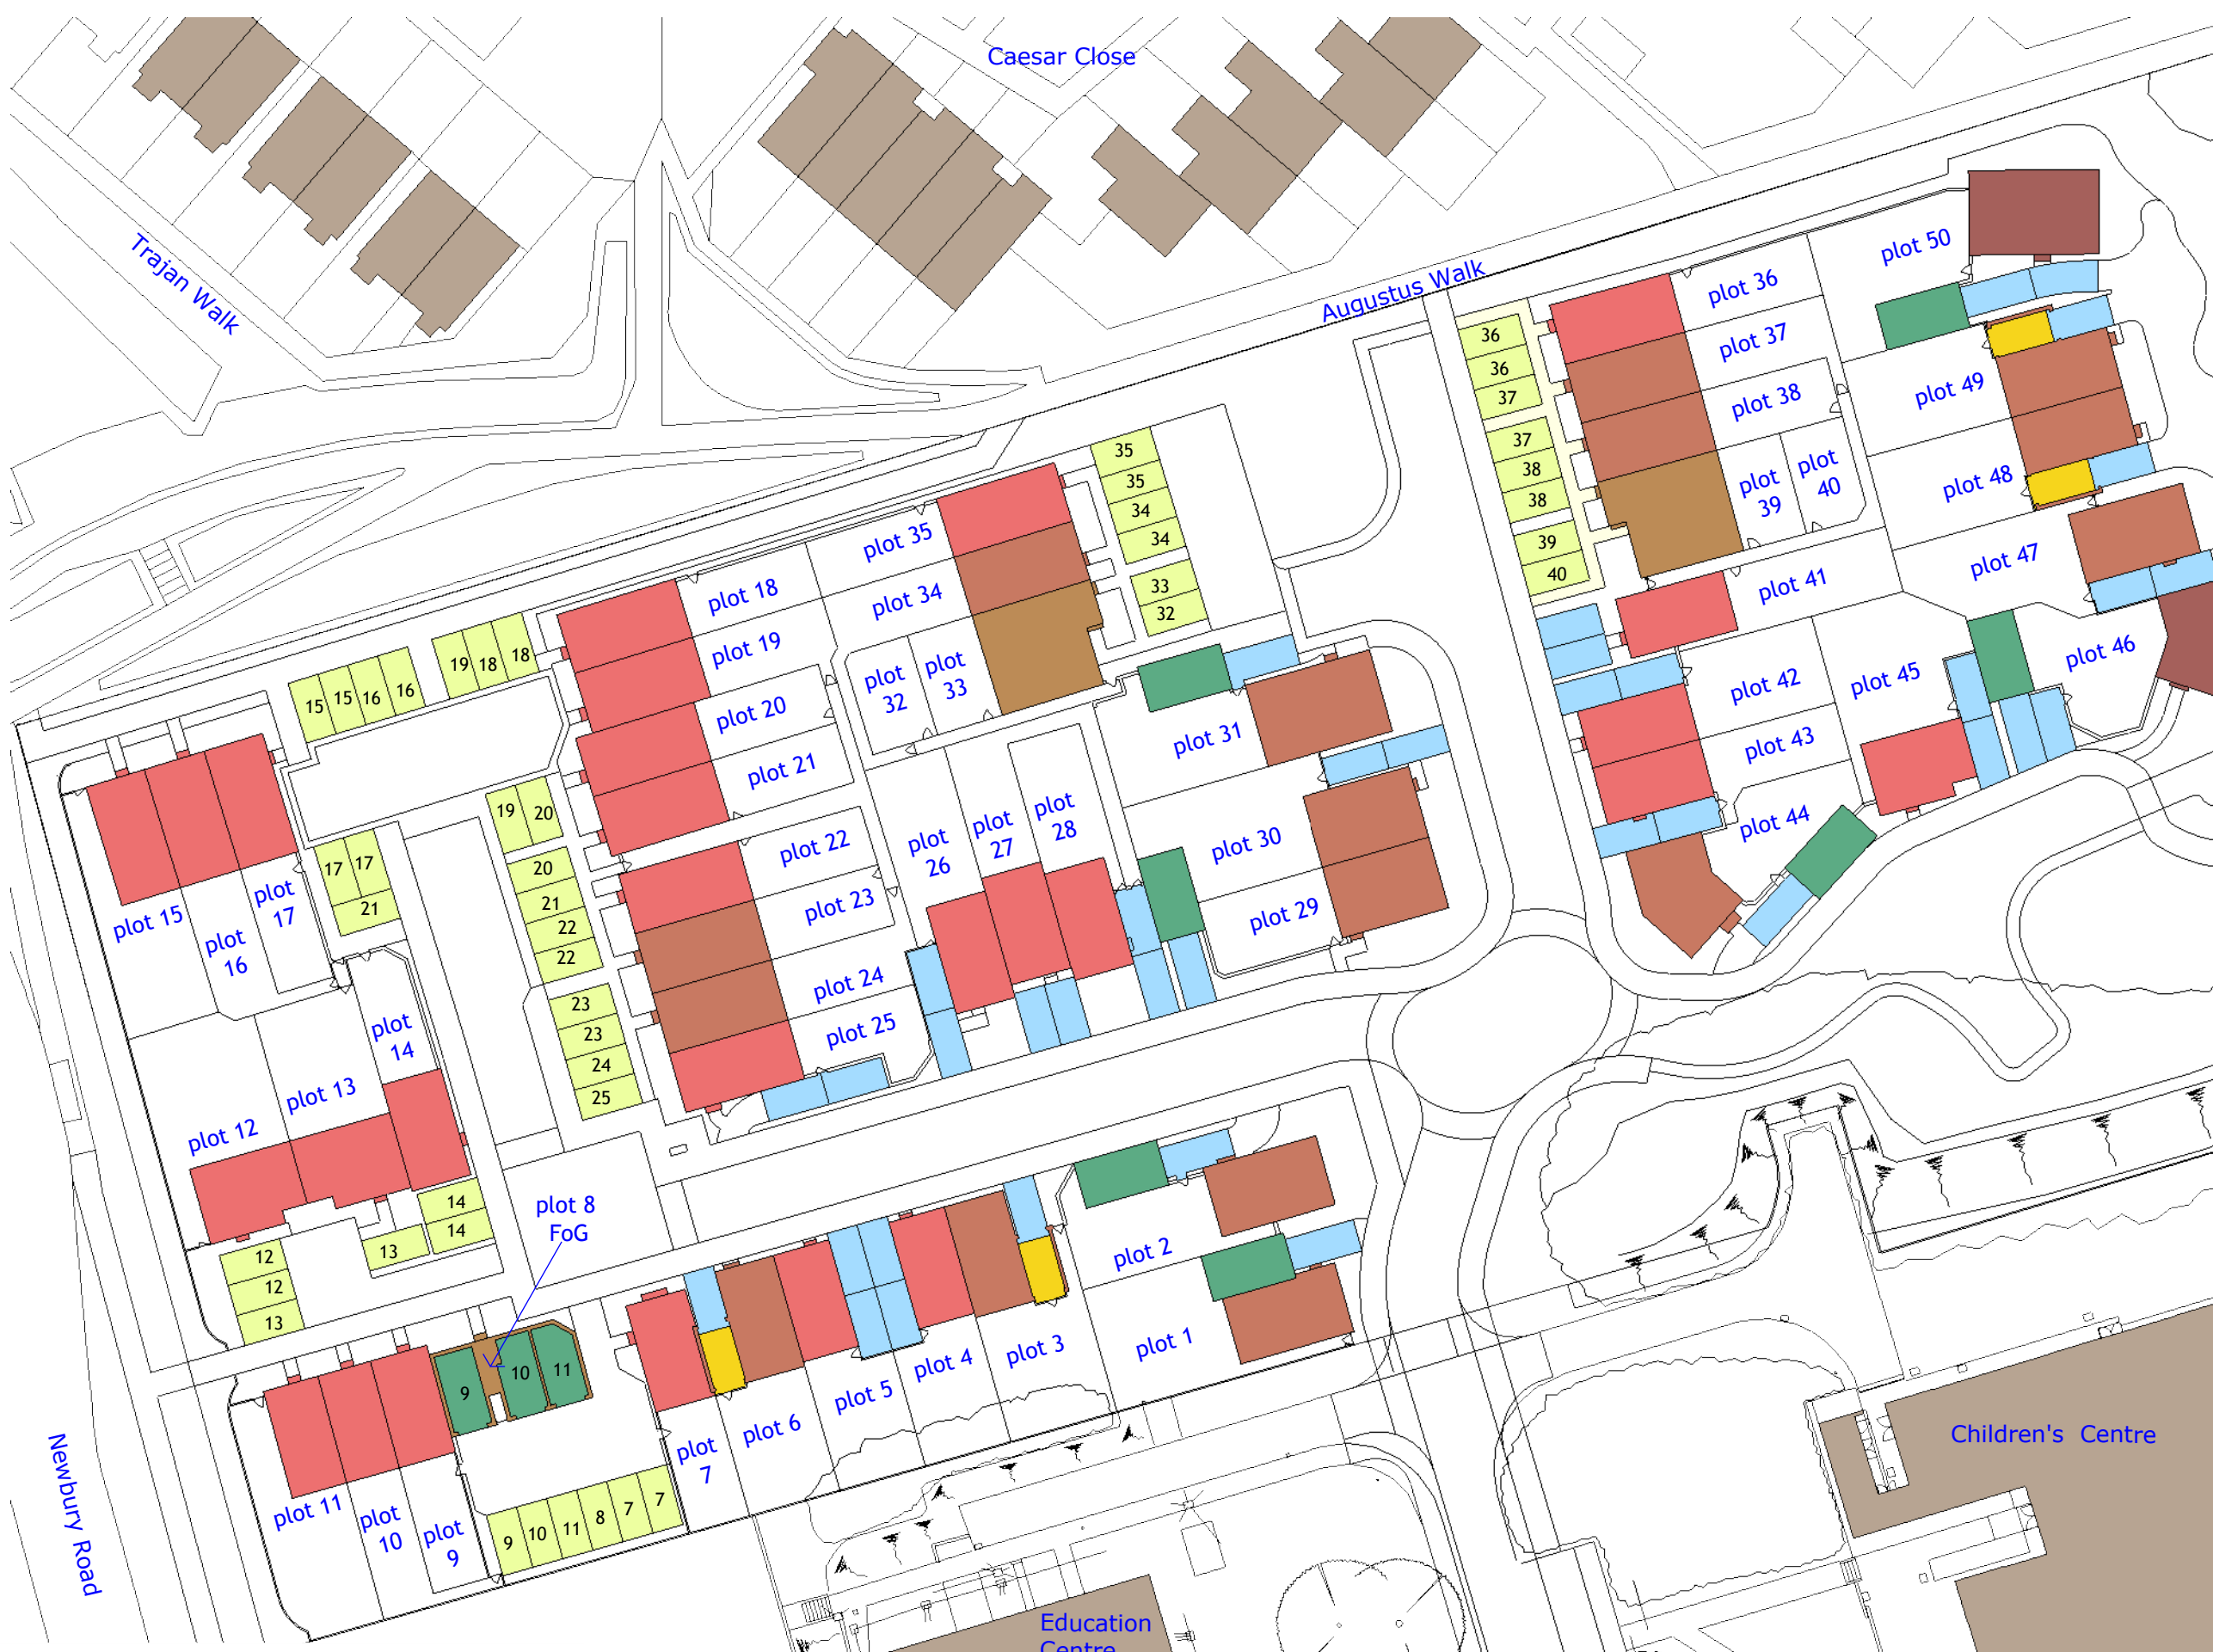 Caesar Close
Trajan Walk
Augustus Walk
plot 50
36
plot 36
36
plot 37
37
plot 38
plot 49
37
38
plot
39
plot
40
plot 48
38
39
40
plot 47
plot 41
plot 46
plot 42
plot 45
plot 43
plot 44
35
35
34
34
33
32
plot 35
plot 34
plot
32
plot
33
plot 18
plot 19
plot 20
plot 21
19
18
18
15
15
16
16
plot 31
plot 30
plot 29
plot
26
plot
27
plot
28
19
20
20
21
22
22
23
23
24
25
plot 22
plot 23
plot 24
plot 25
17
17
21
plot 15
plot
16
plot
17
plot
14
plot 13
plot 12
14
14
13
12
12
13
plot 8
FoG
9
10
11
plot 2
plot 1
plot 3
plot 4
plot 5
plot 6
plot
7
plot 11
plot
10
plot
9
9
10
11
8
7
7
Newbury Road
Children's Centre
Education
Centre